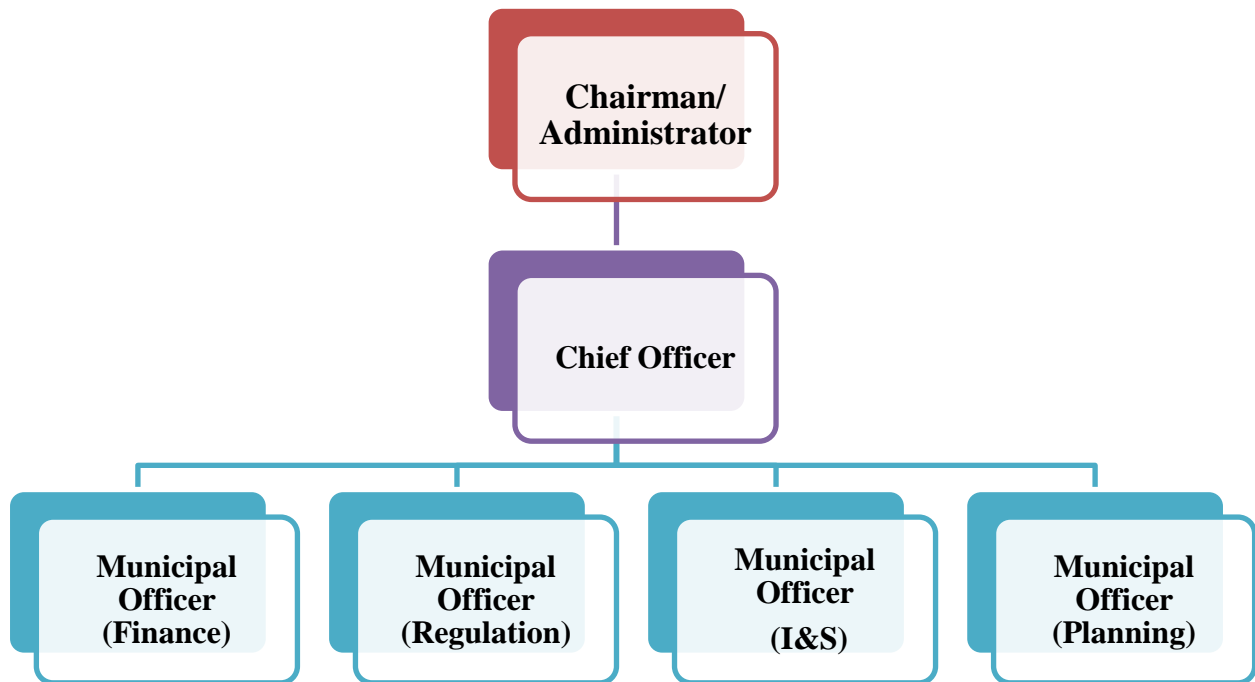 Chairman/
Administrator
Chief Officer
Municipal
Officer
(Finance)
Municipal
Officer
(Regulation)
Municipal
Officer
(I&S)
Municipal
Officer
(Planning)